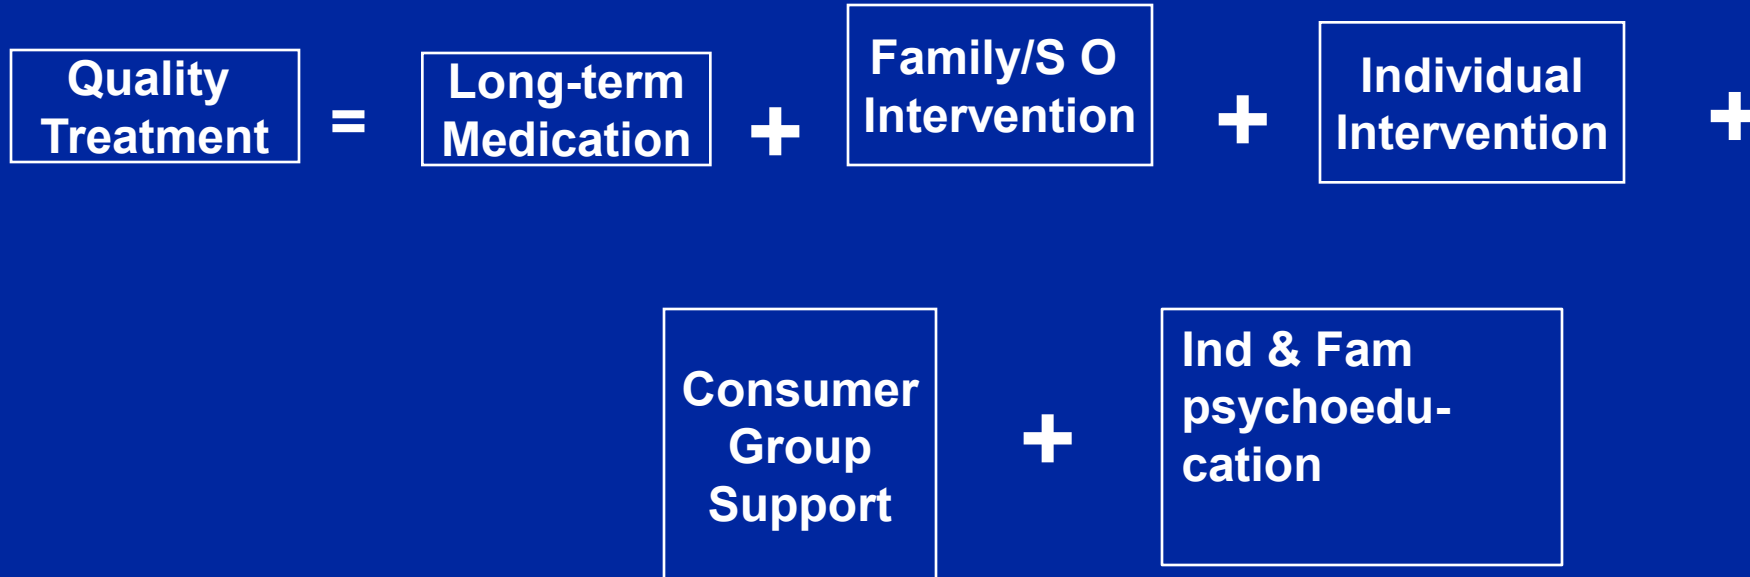 Quality
Treatment
=
Long-term
Medication
+
Family/S O
Intervention
+
Individual
Intervention
+
Consumer
Group
Support
+
Ind & Fam
psychoedu-
cation